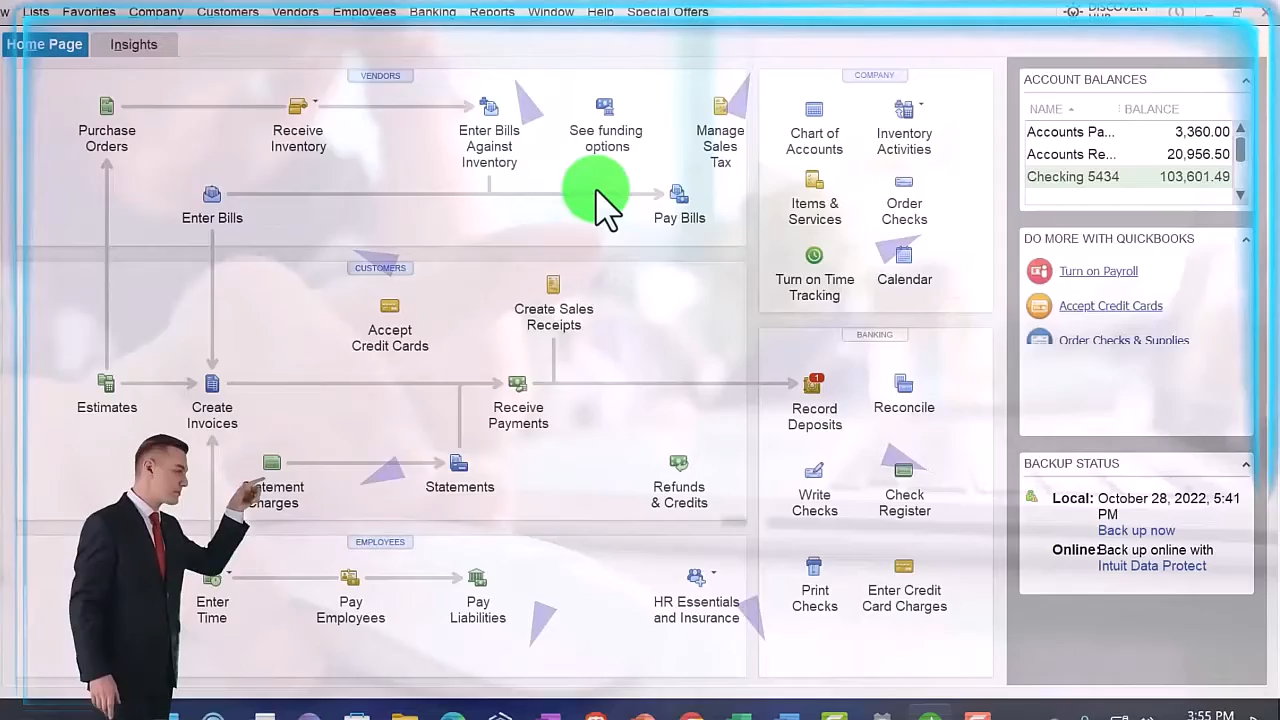 Lists Favorites Company Customers Vendors Employees Banking Reports Window Help Special Offers
DISCOVERY
HUB
Home Page Insights
VENDORS
Purchase
Orders
Receive
Inventory
Enter Bills
Against
Inventory
See funding
options
Manage
Sales
Tax
Enter Bills
Pay Bills
CUSTOMERS
Accept
Credit Cards
Create Sales
Receipts
Estimates
Create
Invoices
Receive
Payments
tement
harges
Statements
Refunds
& Credits
EMPLOYEES
Enter
Time
Pay
Employees
Pay
Liabilities
HR Essentials
and Insurance
COMPANY
Chart of
Accounts
Inventory
Activities
Items &
Services
Order
Checks
Turn on Time
Tracking
Calendar
BANKING
1
Record
Deposits
Reconcile
Write
Checks
Check
Register
Print
Checks
Enter Credit
Card Charges
ACCOUNT BALANCES
NAME BALANCE
Accounts Pa... 3,360.00
Accounts Re... 20,956.50
Checking 5434 103,601.49
DO MORE WITH QUICKBOOKS
Turn on Payroll
Accept Credit Cards
Order Checks & Supplies
BACKUP STATUS
Local: October 28, 2022, 5:41
PM
Back up now
Online: Back up online with
Intuit Data Protect
3:55 PM